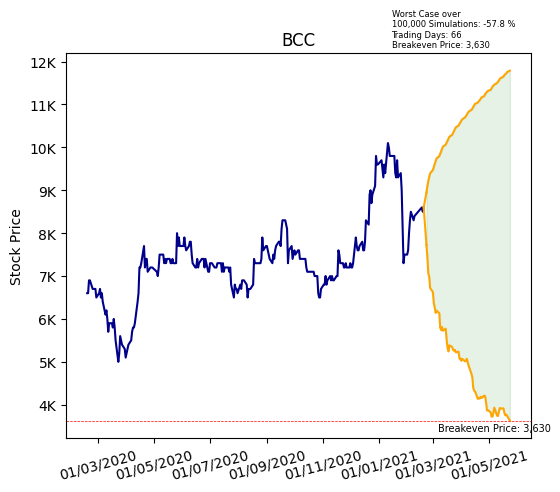 Worst Case over
100,000 Simulations: -57.8 %
Trading Days: 66
Breakeven Price: 3,630
BCC
12K
11K
10K
9K
8K
7K
6K
5K
4K
Stock Price
Breakeven Price: 3,630
01/03/2020
01/05/2020
01/07/2020
01/09/2020
01/11/2020
01/01/2021
01/03/2021
01/05/2021